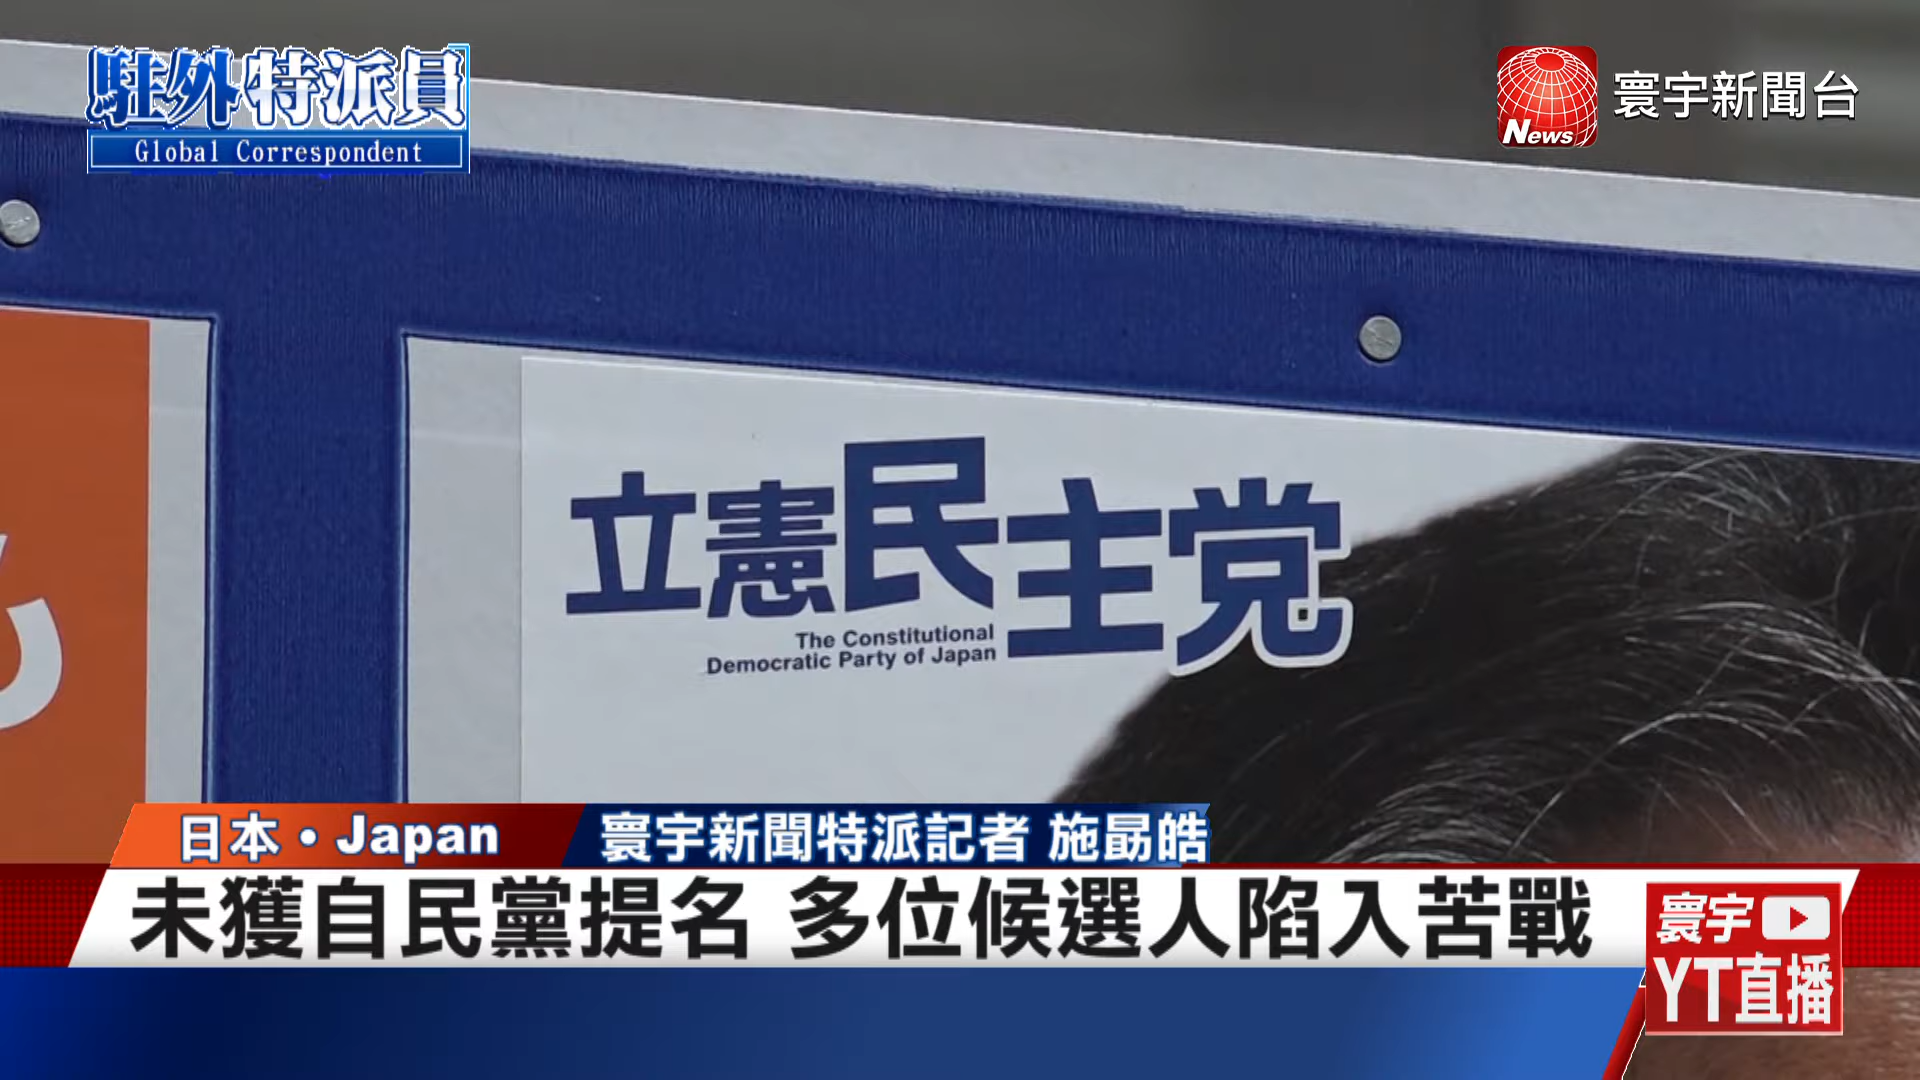 駐外特派員
Global Correspondent
News
寰宇新聞台
立憲民主党
The Constitutional
Democratic Party of Japan
日本・Japan
寰宇新聞特派記者 施勗皓
未獲自民黨提名 多位候選人陷入苦戰
寰宇
YT直播